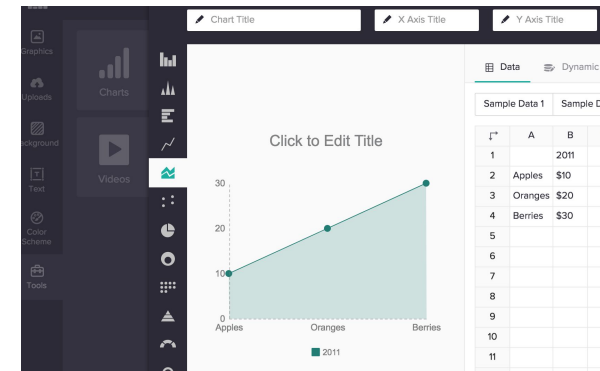 Chart Title
X Axis Title
Y Axis Title
Graphics
Uploads
ackground
Text
Color
Scheme
Tools
Charts
Videos
Click to Edit Title
30
20
10
0
Apples Oranges Berries
2011
Data Dynamic
Sample Data 1 Sample D
A B
1 2011
2 Apples $10
3 Oranges $20
4 Berries $30
5
6
7
8
9
10
11